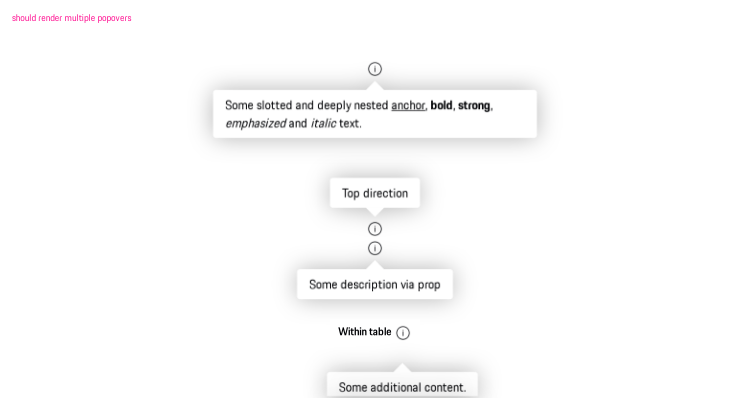 should render multiple popovers
Some slotted and deeply nested anchor, bold, strong,
emphasized and italic text.
Top direction
Some description via prop
Within table
Some additional content.